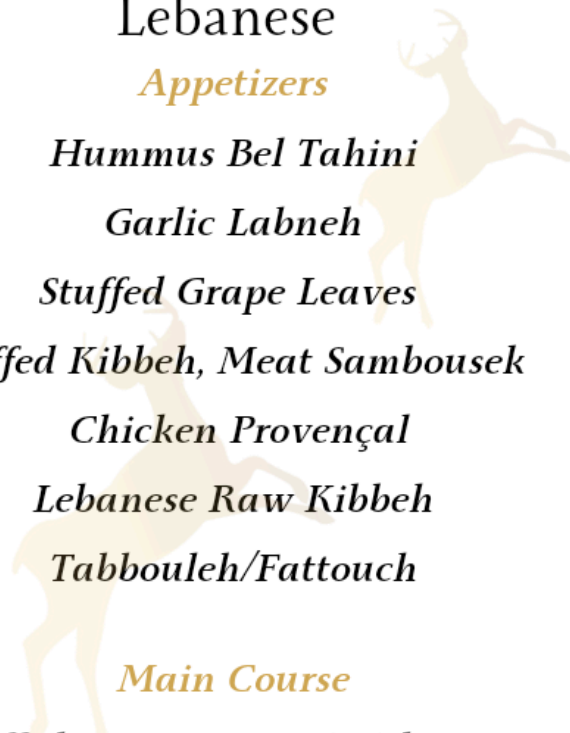 Lebanese
Appetizers
Hummus Bel Tahini
Garlic Labneh
Stuffed Grape Leaves
ffed Kibbeh, Meat Sambousek
Chicken Provençal
Lebanese Raw Kibbeh
Tabbouleh/Fattouch
Main Course